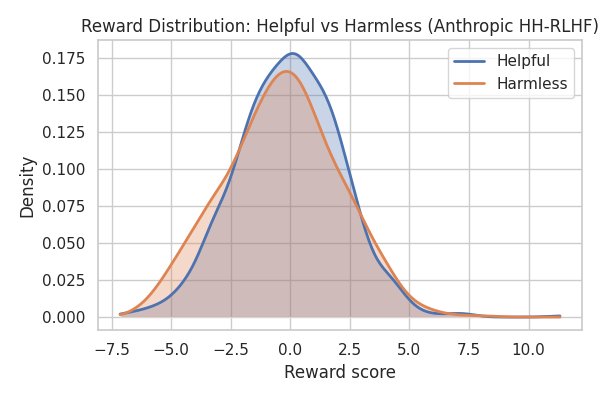 Reward Distribution: Helpful vs Harmless (Anthropic HH-RLHF)
Helpful
Harmless
Density
0.175
0.150
0.125
0.100
0.075
0.050
0.025
0.000
−7.5 −5.0 −2.5 0.0 2.5 5.0 7.5 10.0
Reward score